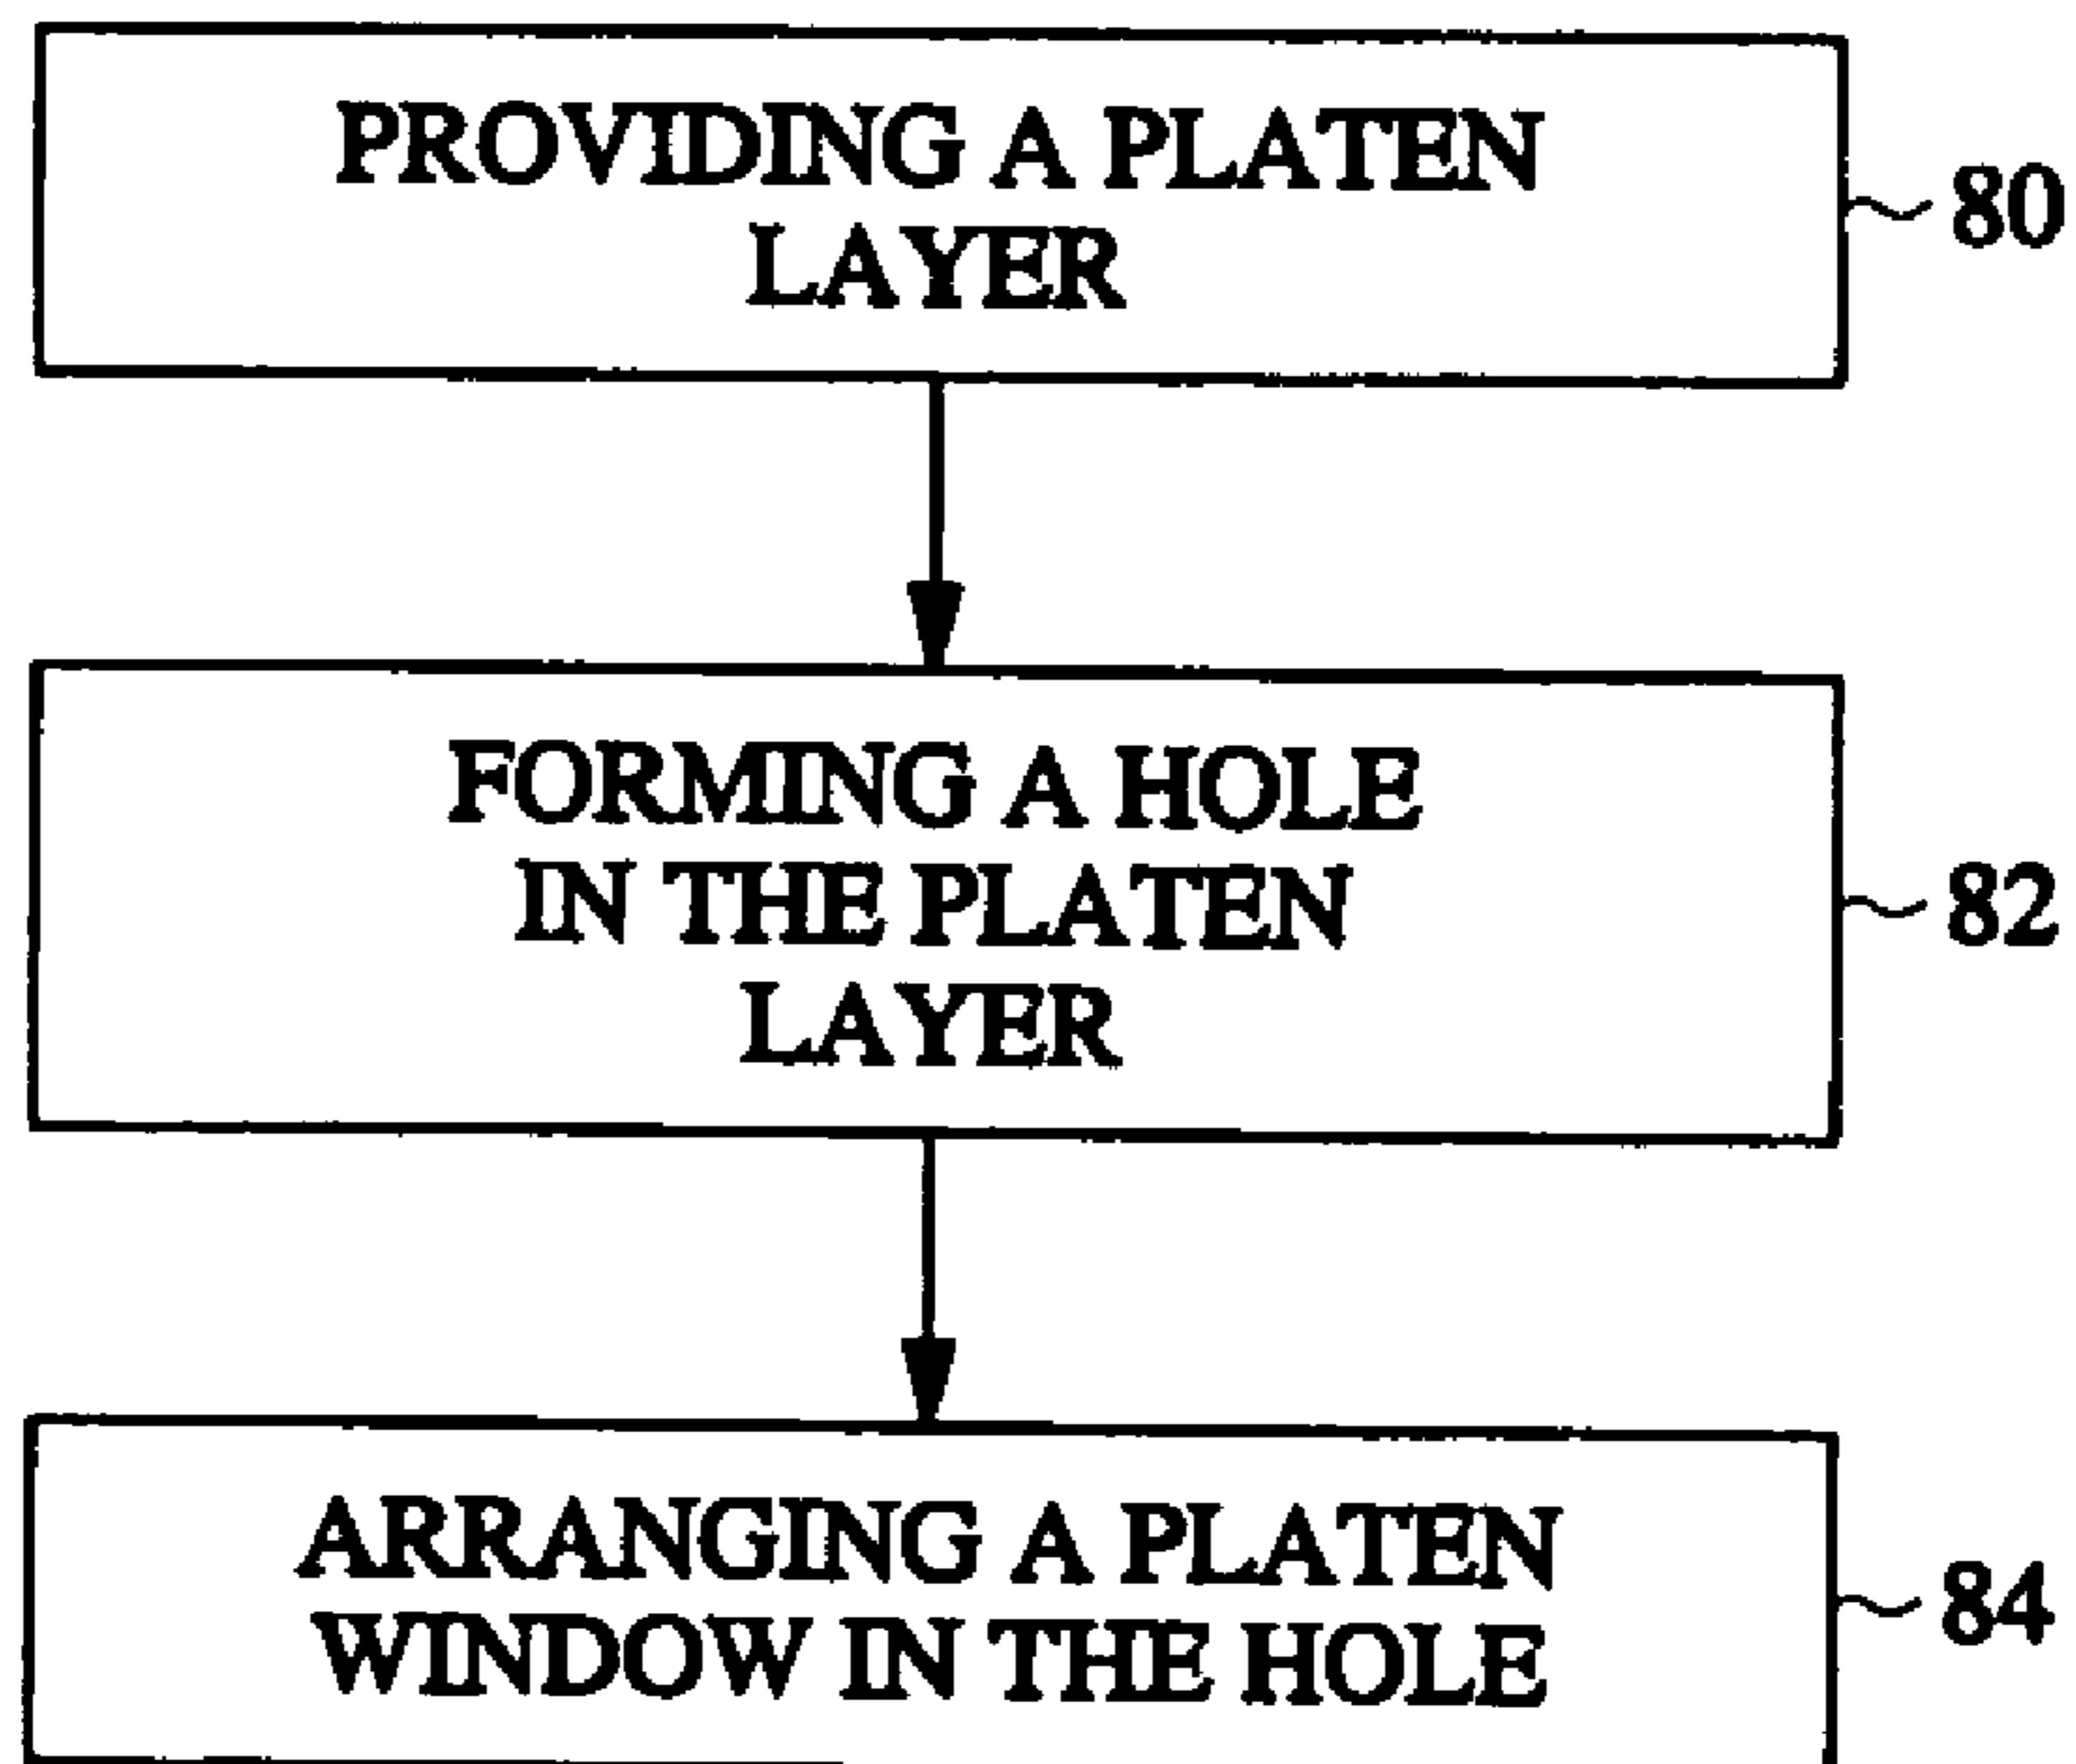 PROVIDING A PLATEN
LAYER
80
FORMING A HOLE
IN THE PLATEN
LAYER
82
ARRANGING A PLATEN
WINDOW IN THE HOLE
84